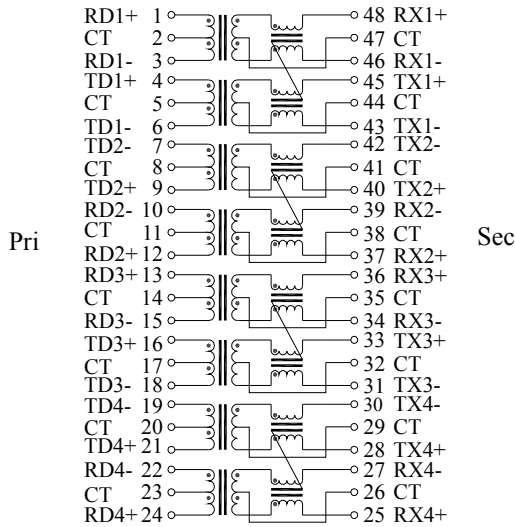 RD1+ 1 48 RX1+
CT 2 47 CT
RD1- 3 46 RX1-
TD1+ 4 45 TX1+
CT 5 44 CT
TD1- 6 43 TX1-
TD2- 7 42 TX2-
CT 8 41 CT
TD2+ 9 40 TX2+
RD2- 10 39 RX2-
CT 11 38 CT
Pri Sec
RD2+ 12 37 RX2+
RD3+ 13 36 RX3+
CT 14 35 CT
RD3- 15 34 RX3-
TD3+ 16 33 TX3+
CT 17 32 CT
TD3- 18 31 TX3-
TD4- 19 30 TX4-
CT 20 29 CT
TD4+ 21 28 TX4+
RD4- 22 27 RX4-
CT 23 26 CT
RD4+ 24 25 RX4+